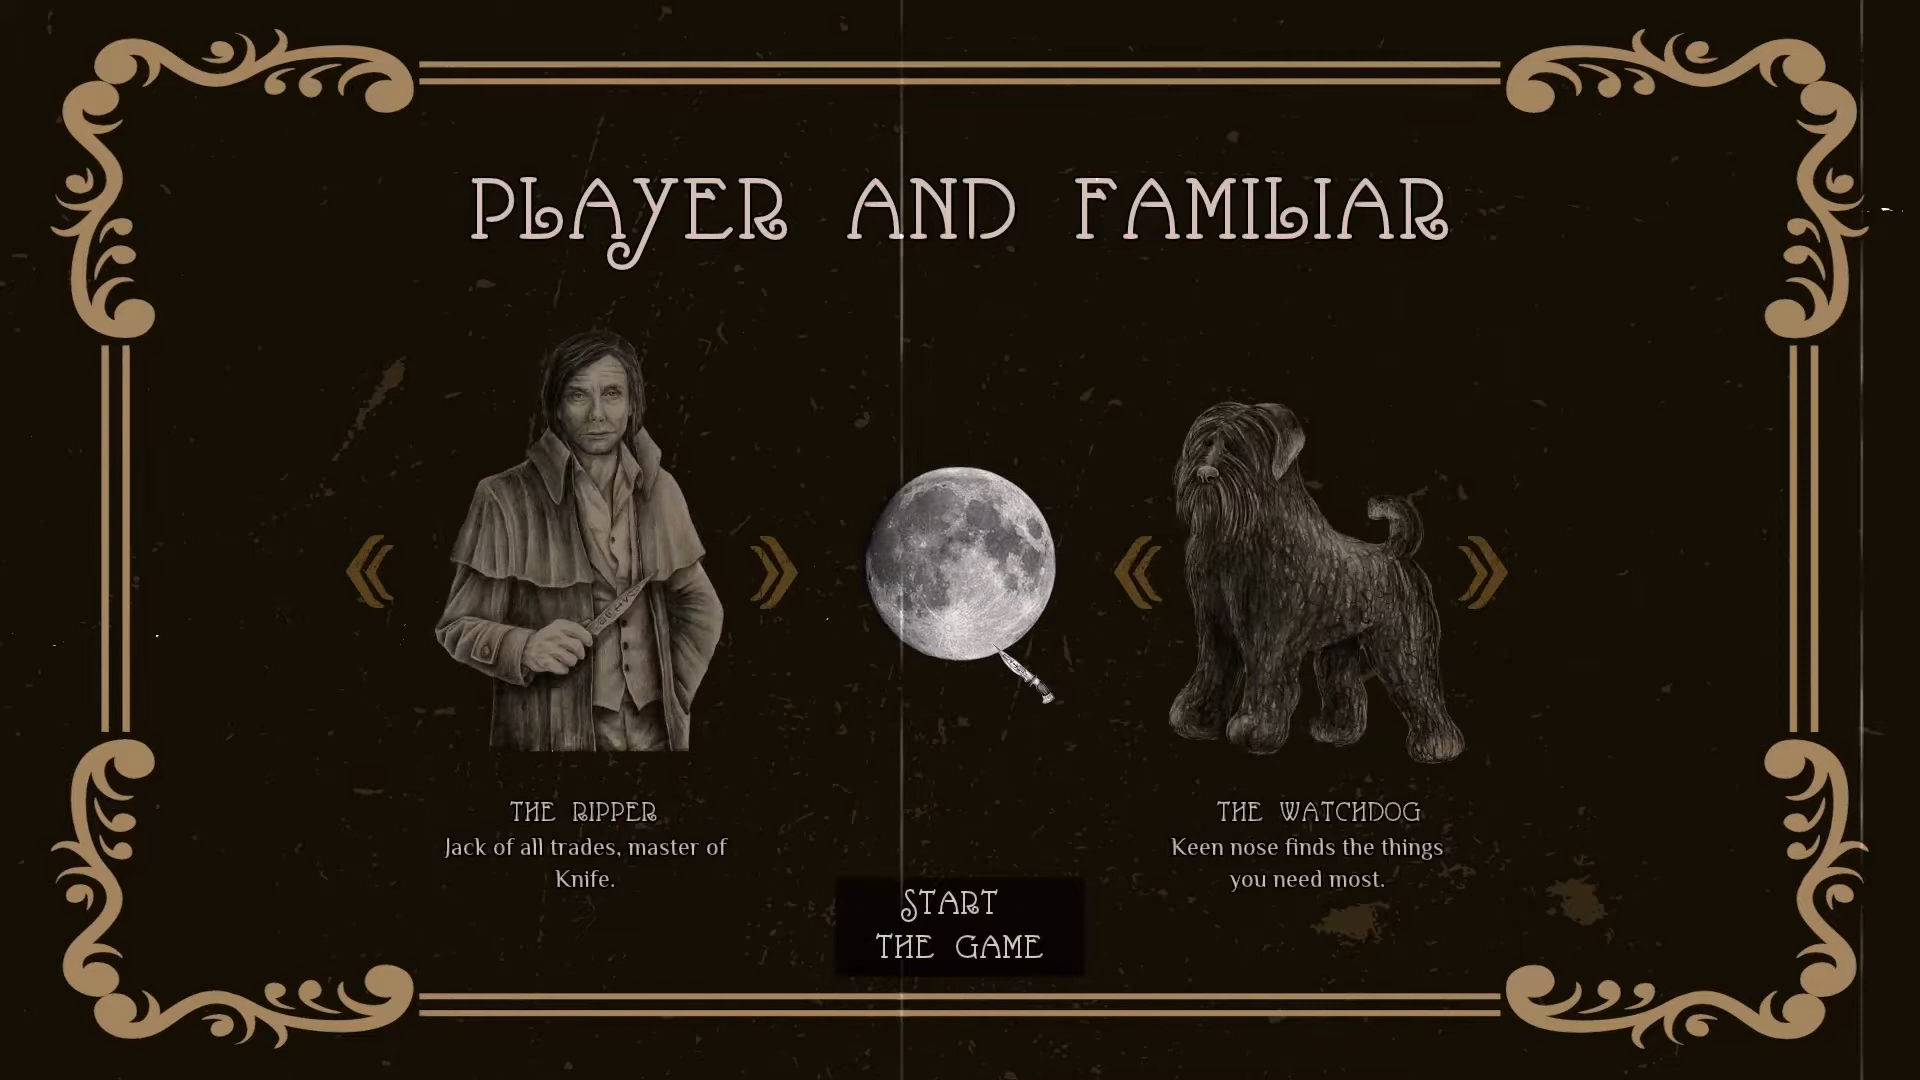 PLAYER AND FAMILIAR
THE RIPPER
Jack of all trades, master of
Knife.
THE WATCHDOG
Keen nose finds the things
you need most.
START
THE GAME